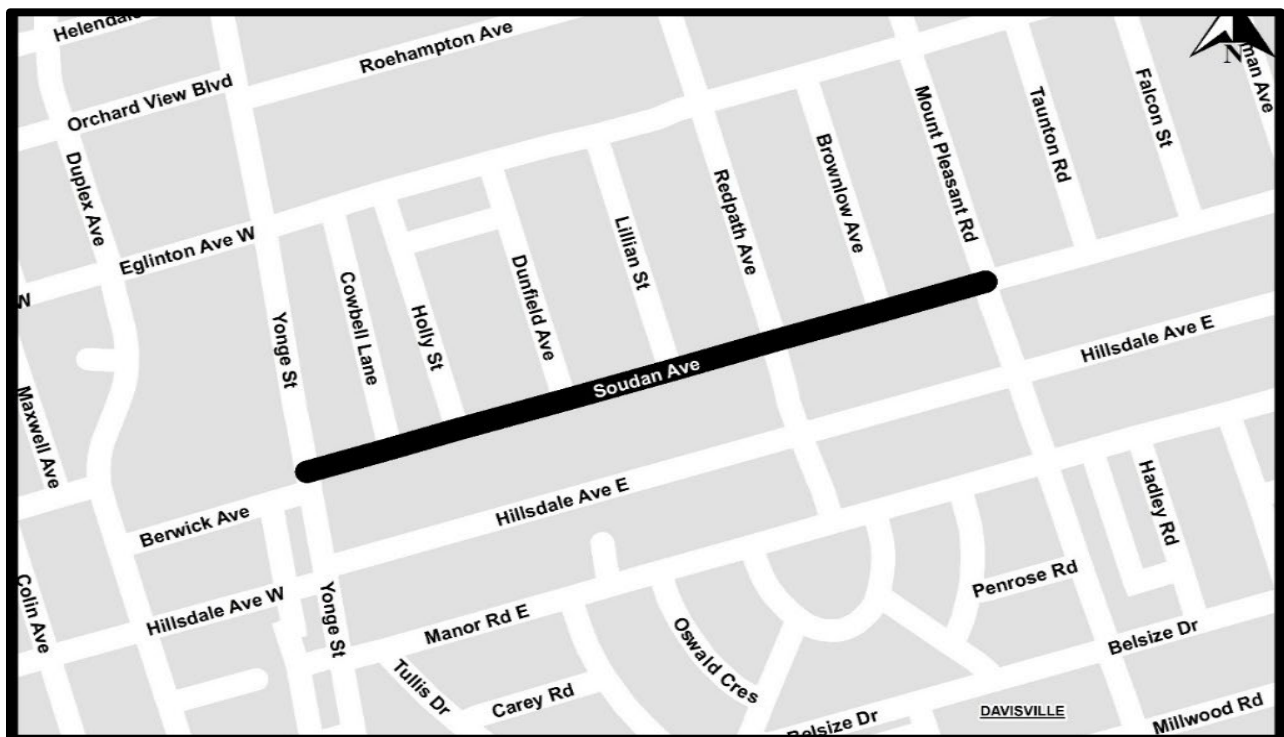 Helendal
Roehampton Ave
N
man Ave
Orchard View Blvd
Falcon St
Taunton Rd
Mount Pleasant Rd
Brownlow Ave
Duplex Ave
Redpath Ave
Lillian St
Eglinton Ave W
Dunfield Ave
W
Cowbell Lane
Holly St
Yonge St
Hillsdale Ave E
Soudan Ave
Maxwell Ave
Hadley Rd
Hillsdale Ave E
Berwick Ave
Penrose Rd
Colin Ave
Hillsdale Ave W
Yonge St
Manor Rd E
Oswald Cres
Belsize Dr
Tullis Dr
Carey Rd
DAVISVILLE
Belsize Dr
Millwood Rd